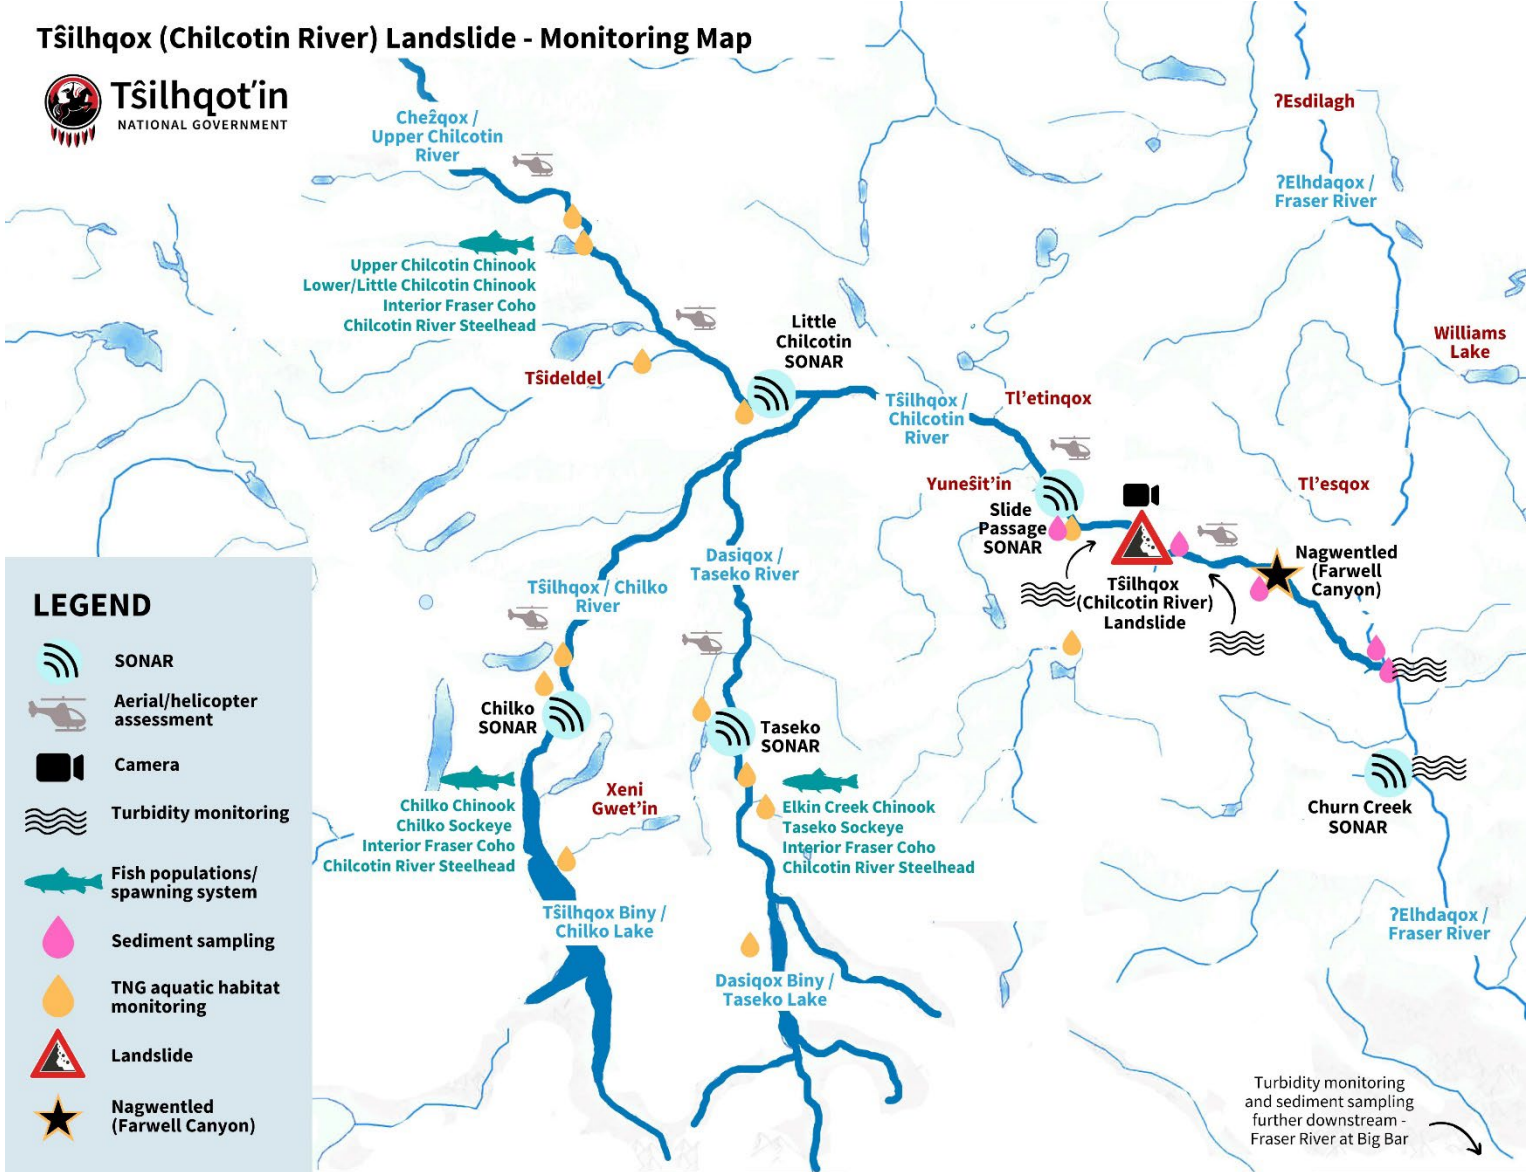 Tŝilhqox (Chilcotin River) Landslide - Monitoring Map
Tŝilhqot'in
NATIONAL GOVERNMENT
Cheẑqox /
Upper Chilcotin
River
ʔEsdilagh
ʔElhdaqox /
Fraser River
Upper Chilcotin Chinook
Lower/Little Chilcotin Chinook
Interior Fraser Coho
Chilcotin River Steelhead
Little
Chilcotin
SONAR
Williams
Lake
Tŝideldel
Tŝilhqox /
Chilcotin
River
Tl'etinqox
Yuneŝit'in
Tl'esqox
Slide
Passage
SONAR
Nagwentled
(Farwell
Canyon)
Dasiqox /
Taseko River
Tŝilhqox / Chilko
River
Tŝilhqox
(Chilcotin River)
Landslide
LEGEND
SONAR
Aerial/helicopter
assessment
Camera
Turbidity monitoring
Fish populations/
spawning system
Sediment sampling
TNG aquatic habitat
monitoring
Landslide
Nagwentled
(Farwell Canyon)
Chilko
SONAR
Taseko
SONAR
Xeni
Gwet'in
Chilko Chinook
Chilko Sockeye
Interior Fraser Coho
Chilcotin River Steelhead
Elkin Creek Chinook
Taseko Sockeye
Interior Fraser Coho
Chilcotin River Steelhead
Churn Creek
SONAR
Tŝilhqox Biny /
Chilko Lake
ʔElhdaqox /
Fraser River
Dasiqox Biny /
Taseko Lake
Turbidity monitoring
and sediment sampling
further downstream -
Fraser River at Big Bar